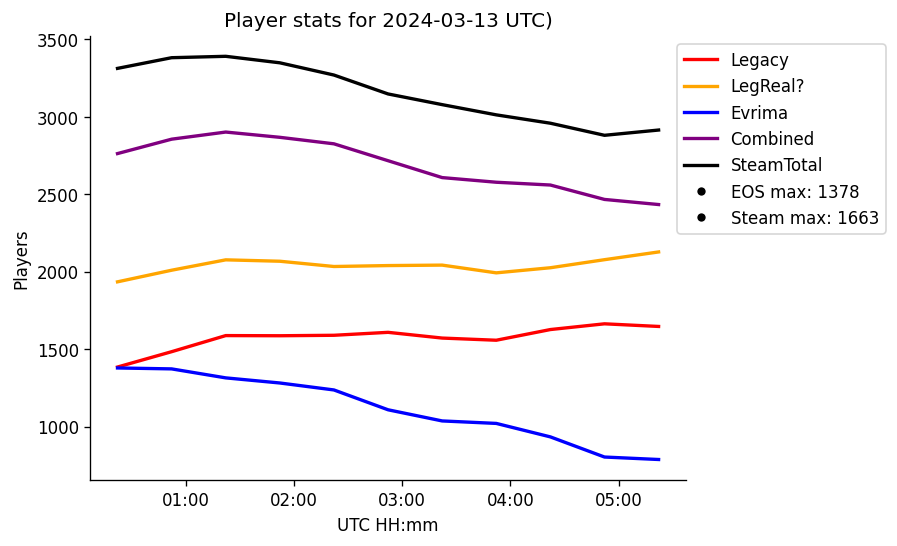 Player stats for 2024-03-13 UTC)
3500
3000
2500
2000
1500
1000
Players
01:00
02:00
03:00
04:00
05:00
UTC HH:mm
Legacy
LegReal?
Evrima
Combined
SteamTotal
EOS max: 1378
Steam max: 1663